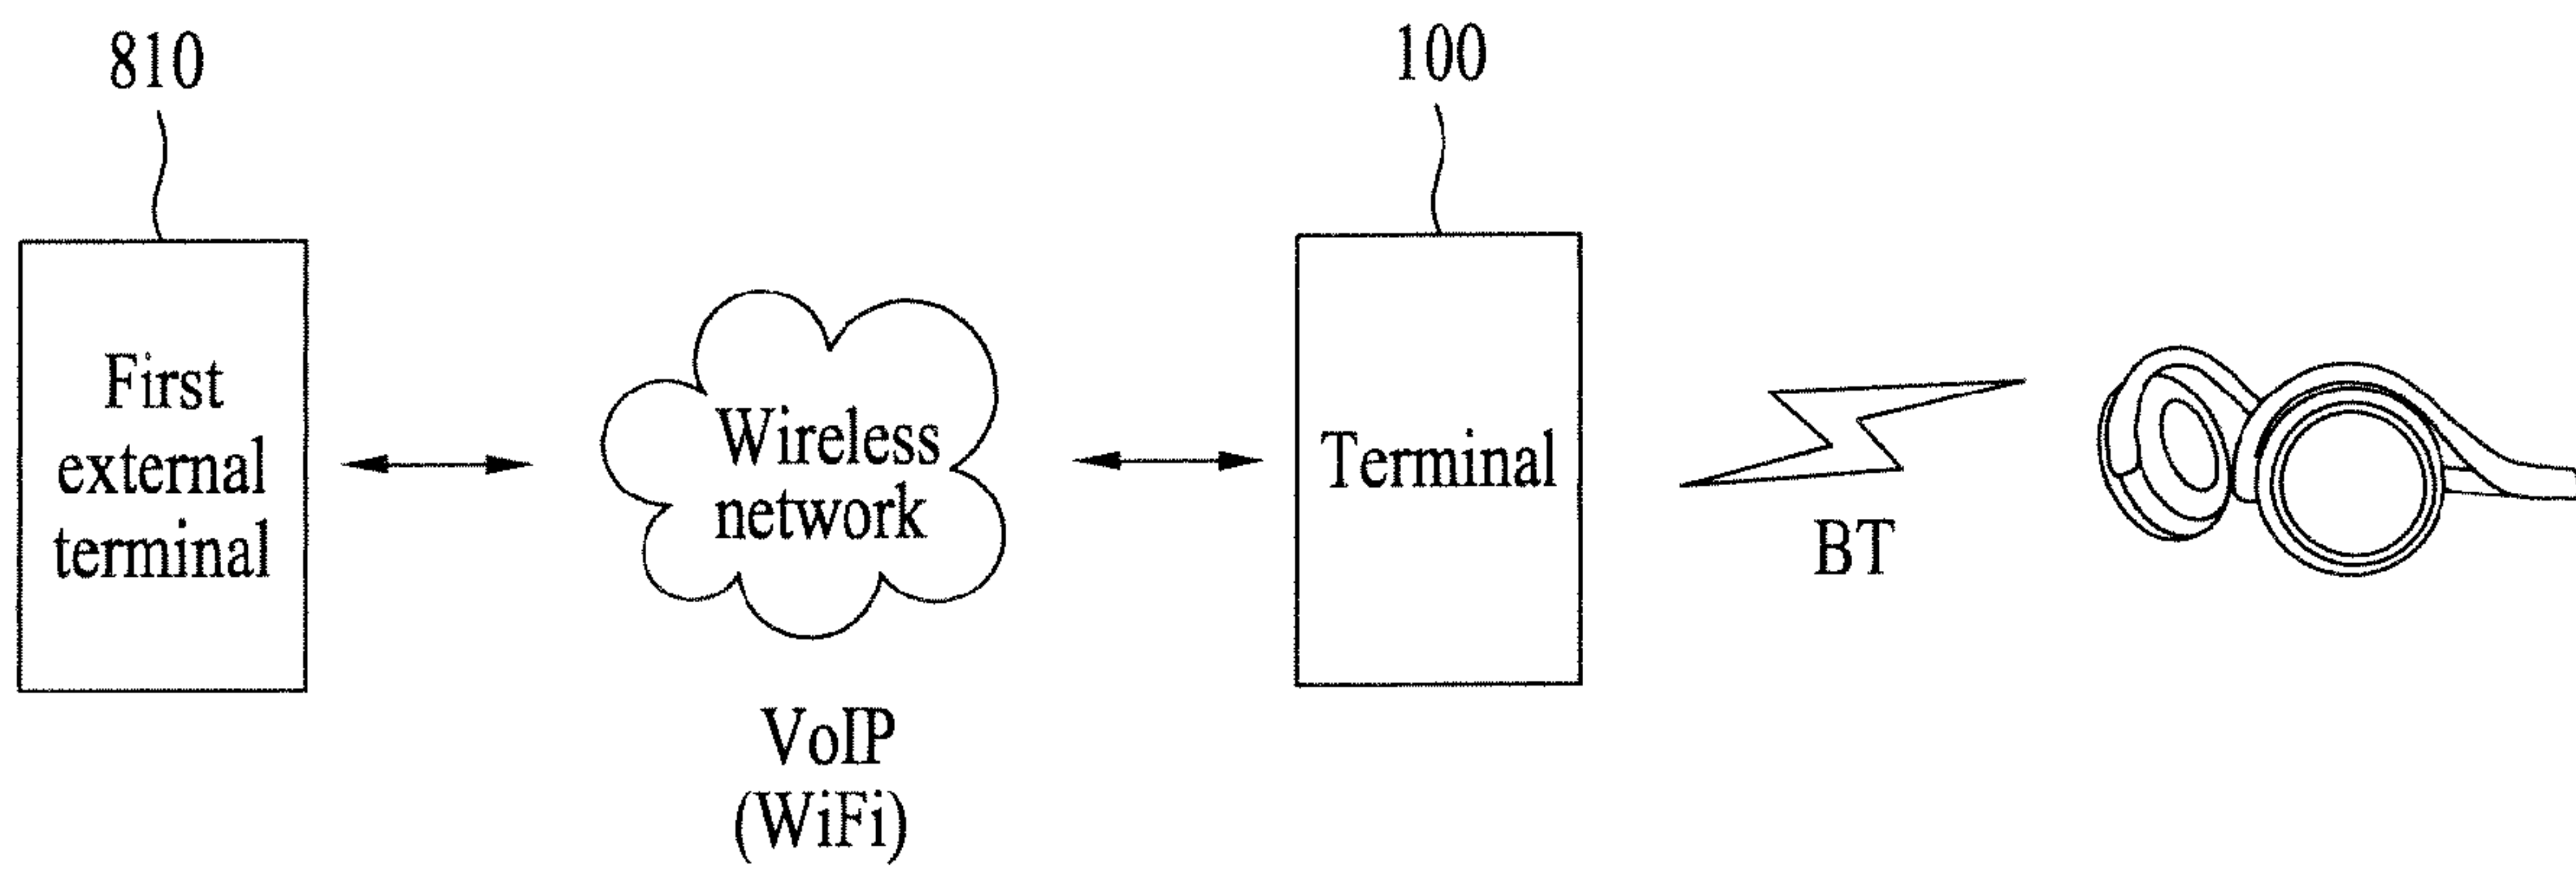 810
100
First
external
terminal
Wireless
network
Terminal
BT
VoIP
(WiFi)